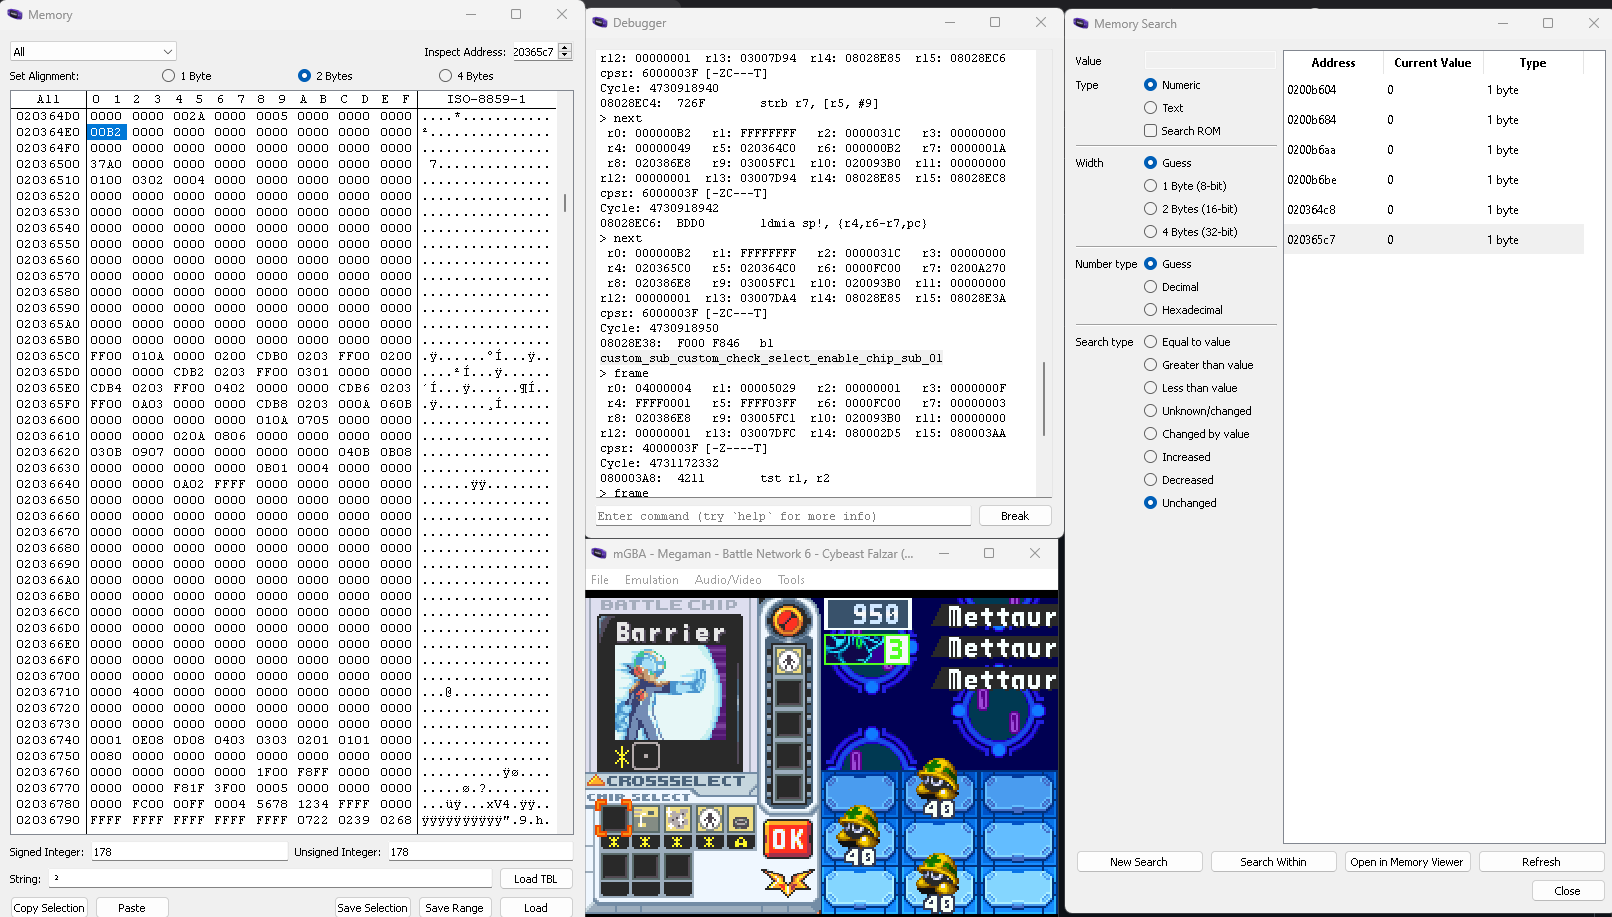 Memory
All
Inspect Address: 020365c7
Set Alignment:
1 Byte
2 Bytes
4 Bytes
All 0 1 2 3 4 5 6 7 8 9 A B C D E F ISO-8859-1
020364D0 0000 0000 002A 0000 0005 0000 0000 0000 ....*...........
020364E0 00B2 0000 0000 0000 0000 0000 0000 0000 ²...............
020364F0 0000 0000 0000 0000 0000 0000 0000 0000 ................
02036500 37A0 0000 0000 0000 0000 0000 0000 0000 .7..............
02036510 0100 0302 0004 0000 0000 0000 0000 0000 ................
02036520 0000 0000 0000 0000 0000 0000 0000 0000 ................
02036530 0000 0000 0000 0000 0000 0000 0000 0000 ................
02036540 0000 0000 0000 0000 0000 0000 0000 0000 ................
02036550 0000 0000 0000 0000 0000 0000 0000 0000 ................
02036560 0000 0000 0000 0000 0000 0000 0000 0000 ................
02036570 0000 0000 0000 0000 0000 0000 0000 0000 ................
02036580 0000 0000 0000 0000 0000 0000 0000 0000 ................
02036590 0000 0000 0000 0000 0000 0000 0000 0000 ................
020365A0 0000 0000 0000 0000 0000 0000 0000 0000 ................
020365B0 0000 0000 0000 0000 0000 0000 0000 0000 ................
020365C0 FF00 010A 0000 0200 CDB0 0203 FF00 0200 .ÿ......°Í...ÿ..
020365D0 0000 0000 CDB2 0203 FF00 0301 0000 0000 ....²Í...ÿ......
020365E0 CDB4 0203 FF00 0402 0000 0000 CDB6 0203 ´Í...ÿ......¶Í..
020365F0 FF00 0A03 0000 0000 CDB8 0203 000A 060B .ÿ......¸Í......
02036600 0000 0000 0000 0000 0000 010A 0705 0000 ................
02036610 0000 0000 020A 0806 0000 0000 0000 0000 ................
02036620 030B 0907 0000 0000 0000 0000 040B 0B08 ................
02036630 0000 0000 0000 0000 0B01 0004 0000 0000 ................
02036640 0000 0000 0A02 FFFF 0000 0000 0000 0000 ......ÿÿ........
02036650 0000 0000 0000 0000 0000 0000 0000 0000 ................
02036660 0000 0000 0000 0000 0000 0000 0000 0000 ................
02036670 0000 0000 0000 0000 0000 0000 0000 0000 ................
02036680 0000 0000 0000 0000 0000 0000 0000 0000 ................
02036690 0000 0000 0000 0000 0000 0000 0000 0000 ................
020366A0 0000 0000 0000 0000 0000 0000 0000 0000 ................
020366B0 0000 0000 0000 0000 0000 0000 0000 0000 ................
020366C0 0000 0000 0000 0000 0000 0000 0000 0000 ................
020366D0 0000 0000 0000 0000 0000 0000 0000 0000 ................
020366E0 0000 0000 0000 0000 0000 0000 0000 0000 ................
020366F0 0000 0000 0000 0000 0000 0000 0000 0000 ................
02036700 0000 0000 0000 0000 0000 0000 0000 0000 ................
02036710 0000 4000 0000 0000 0000 0000 0000 0000 ...@............
02036720 0000 0000 0000 0000 0000 0000 0000 0000 ................
02036730 0000 0000 0000 0000 0000 0000 0000 0000 ................
02036740 0001 0E08 0D08 0403 0303 0201 0101 0000 ................
02036750 0080 0000 0000 0000 0000 0000 0000 0000 ................
02036760 0000 0000 0000 0000 1F00 F8FF 0000 0000 ..........ÿø....
02036770 0000 0000 F81F 3F00 0005 0000 0000 0000 .....ø.?........
02036780 0000 FC00 00FF 0004 5678 1234 FFFF 0000 ...üÿ...xV4.ÿÿ..
02036790 FFFF FFFF FFFF FFFF FFFF 0722 0239 0268 ÿÿÿÿÿÿÿÿÿÿ".9.h.
Signed Integer: 178
Unsigned Integer: 178
String: ²
Load TBL
Copy Selection
Paste
Save Selection
Save Range
Load
Debugger
r12: 00000001 r13: 03007D94 r14: 08028E85 r15: 08028EC6
cpsr: 6000003F [-ZC---T]
Cycle: 4730918940
08028EC4: 726F strb r7, [r5, #9]
> next
r0: 000000B2 r1: FFFFFFFF r2: 0000031C r3: 00000000
r4: 00000049 r5: 020364C0 r6: 000000B2 r7: 0000001A
r8: 020386E8 r9: 03005FC1 r10: 020093B0 r11: 00000000
r12: 00000001 r13: 03007D94 r14: 08028E85 r15: 08028EC8
cpsr: 6000003F [-ZC---T]
Cycle: 4730918942
08028EC6: BDD0 ldmia sp!, {r4,r6-r7,pc}
> next
r0: 000000B2 r1: FFFFFFFF r2: 0000031C r3: 00000000
r4: 020365C0 r5: 020364C0 r6: 0000FC00 r7: 0200A270
r8: 020386E8 r9: 03005FC1 r10: 020093B0 r11: 00000000
r12: 00000001 r13: 03007DA4 r14: 08028E85 r15: 08028E3A
cpsr: 6000003F [-ZC---T]
Cycle: 4730918950
08028E38: F000 F846 bl
custom_sub_custom_check_select_enable_chip_sub_01
> frame
r0: 04000004 r1: 00005029 r2: 00000001 r3: 0000000F
r4: FFFF0001 r5: FFFF03FF r6: 0000FC00 r7: 00000003
r8: 020386E8 r9: 03005FC1 r10: 020093B0 r11: 00000000
r12: 00000001 r13: 03007DFC r14: 080002D5 r15: 080003AA
cpsr: 4000003F [-Z----T]
Cycle: 4731172332
080003A8: 4211 tst r1, r2
> frame
Enter command (try `help` for more info)
Break
mGBA - Megaman - Battle Network 6 - Cybeast Falzar (...
File Emulation Audio/Video Tools
BATTLE CHIP
Barrier
CROSSSELECT
CHIP SELECT
* * * * A
OK
950
3
Mettaur
Mettaur
Mettaur
40
40
40
Memory Search
Value
Type
Numeric
Text
Search ROM
Width
Guess
1 Byte (8-bit)
2 Bytes (16-bit)
4 Bytes (32-bit)
Number type
Guess
Decimal
Hexadecimal
Search type
Equal to value
Greater than value
Less than value
Unknown/changed
Changed by value
Increased
Decreased
Unchanged
Address Current Value Type
0200b604 0 1 byte
0200b684 0 1 byte
0200b6aa 0 1 byte
0200b6be 0 1 byte
020364c8 0 1 byte
020365c7 0 1 byte
New Search
Search Within
Open in Memory Viewer
Refresh
Close